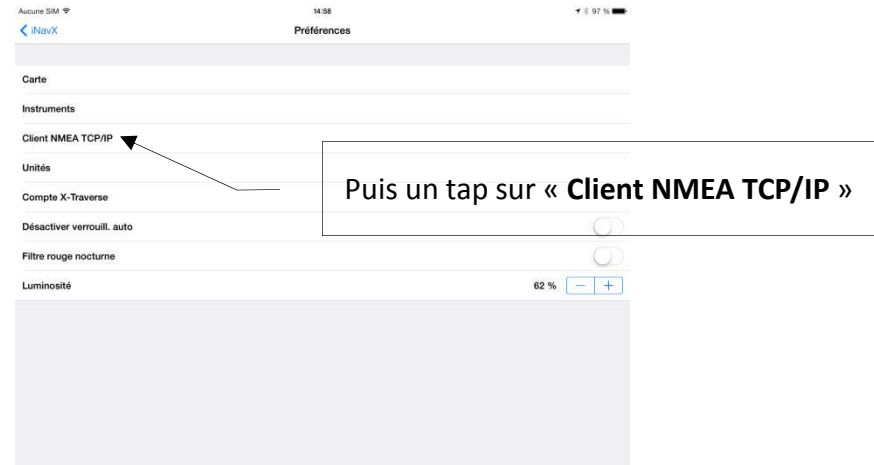 Aucune SIM 14:58 97 %
iNavX Préférences
Carte
Instruments
Client NMEA TCP/IP
Puis un tap sur « Client NMEA TCP/IP »
Unités
Compte X-Traverse
Désactiver verrouill. auto
Filtre rouge nocturne
Luminosité 62 % − +